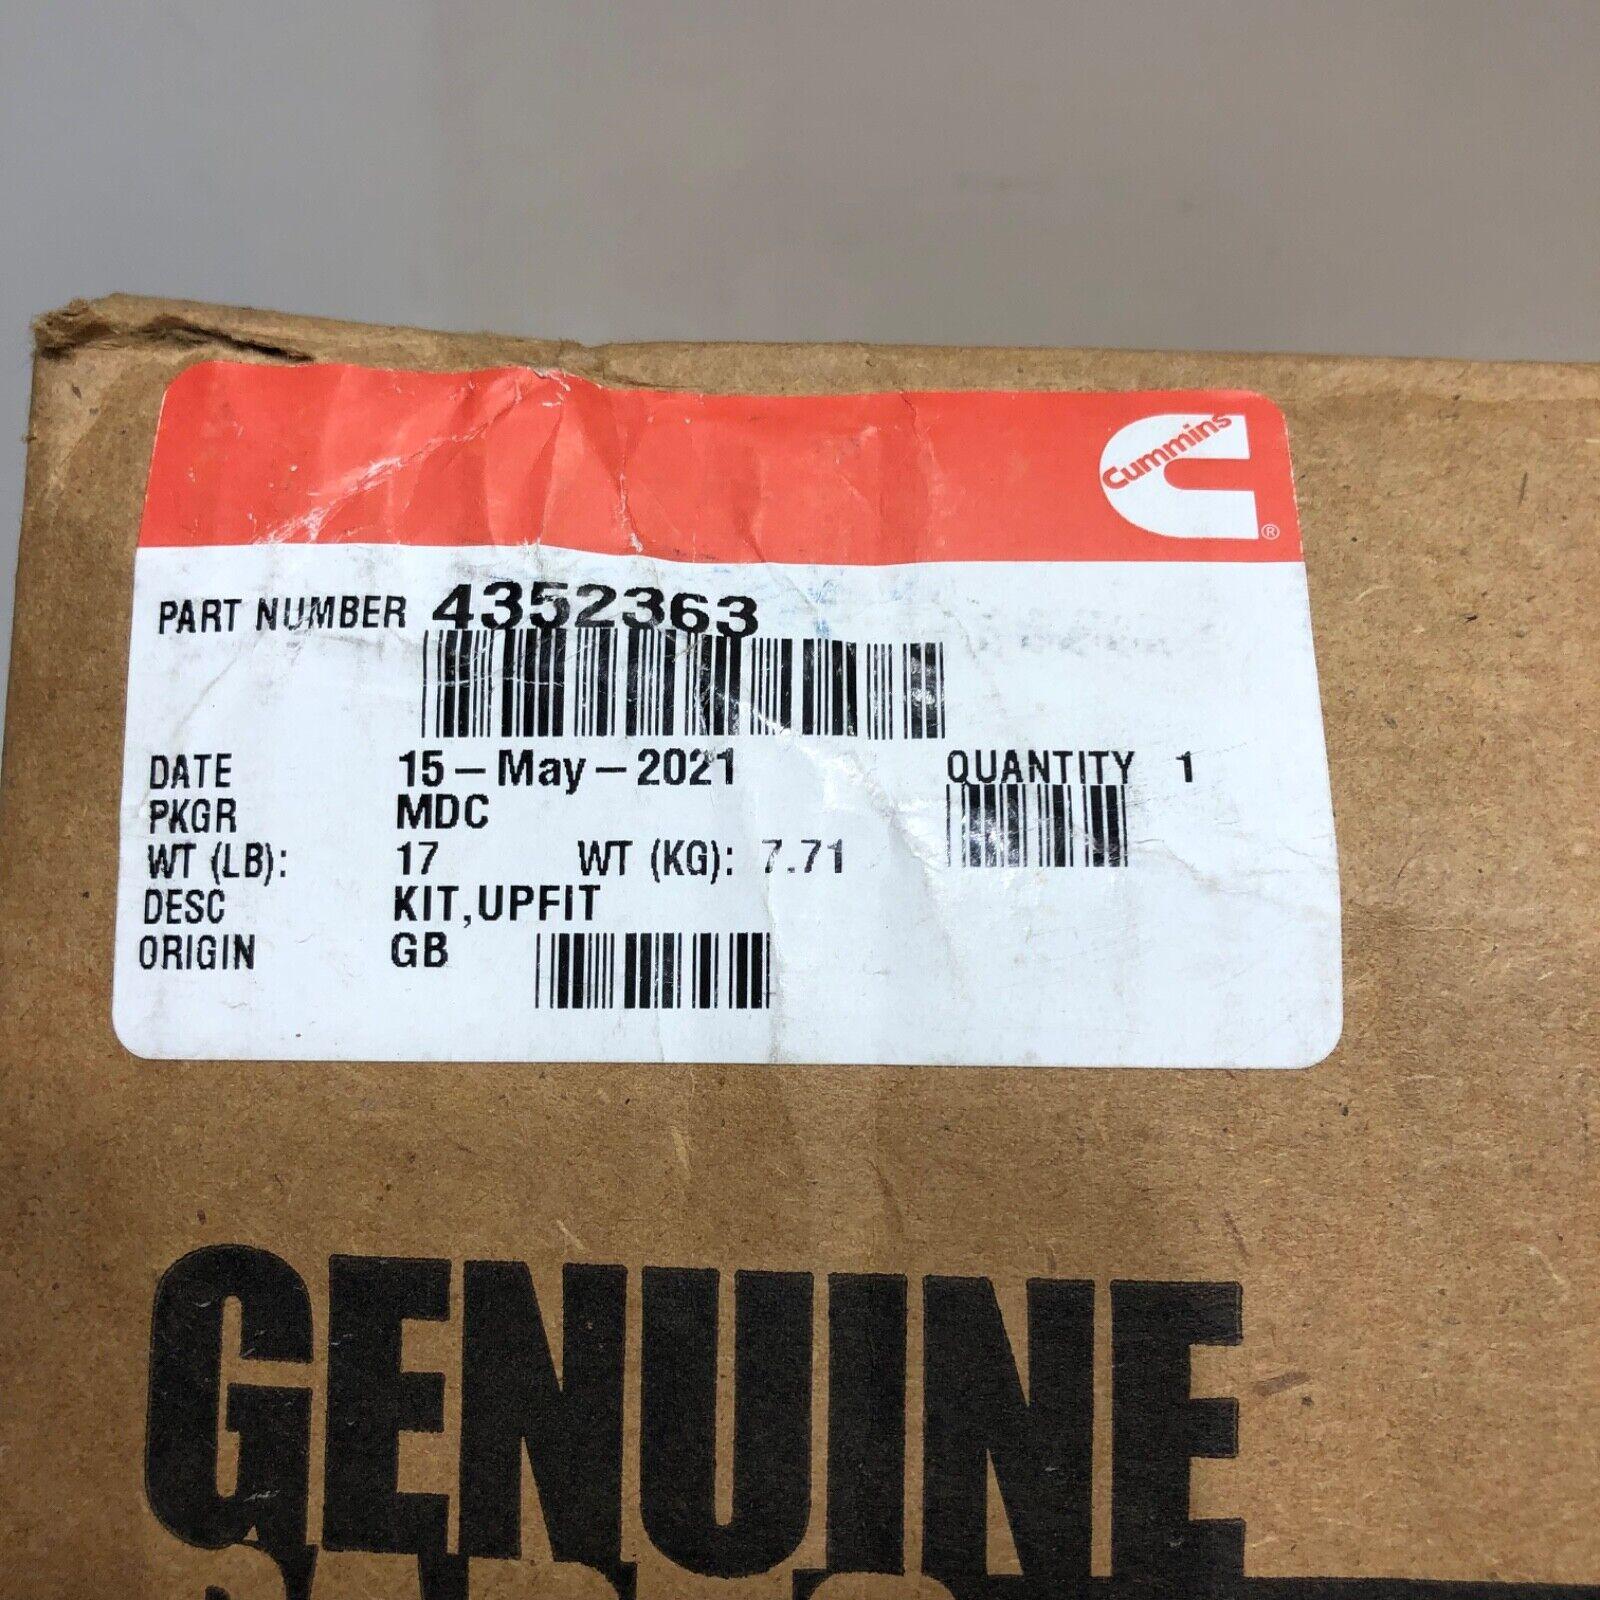 Cummins
®
PART NUMBER 4352363
DATE 15-May-2021 QUANTITY 1
PKGR MDC
WT (LB): 17 WT (KG): 7.71
DESC KIT,UPFIT
ORIGIN GB
GENUINE